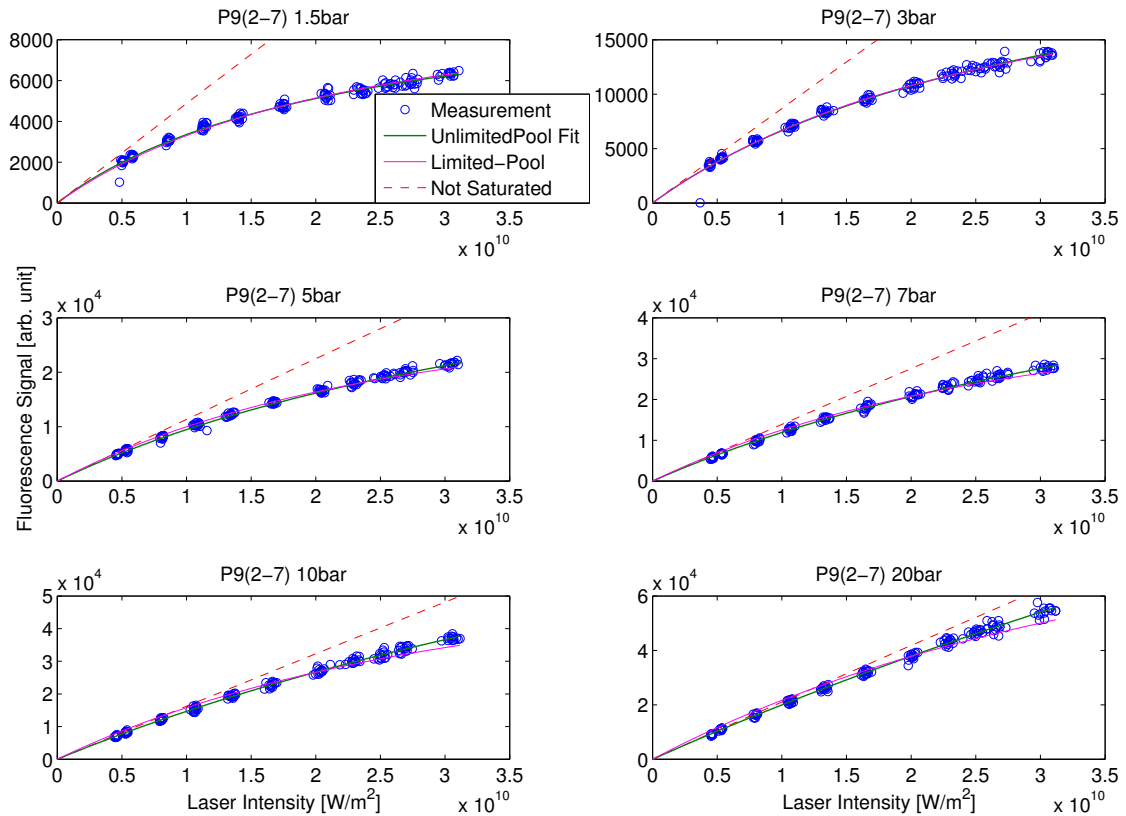 P9(2−7) 1.5bar
8000
6000
4000
2000
0
0 0.5 1 1.5 2 2.5 3 3.5
x 10^10
Measurement
UnlimitedPool Fit
Limited−Pool
Not Saturated
P9(2−7) 3bar
15000
10000
5000
0
0 0.5 1 1.5 2 2.5 3 3.5
x 10^10
Fluorescence Signal [arb. unit]
P9(2−7) 5bar
x 10^4
3
2
1
0
0 0.5 1 1.5 2 2.5 3 3.5
x 10^10
P9(2−7) 7bar
x 10^4
4
3
2
1
0
0 0.5 1 1.5 2 2.5 3 3.5
x 10^10
P9(2−7) 10bar
x 10^4
5
4
3
2
1
0
0 0.5 1 1.5 2 2.5 3 3.5
Laser Intensity [W/m^2]
x 10^10
P9(2−7) 20bar
x 10^4
6
4
2
0
0 0.5 1 1.5 2 2.5 3 3.5
Laser Intensity [W/m^2]
x 10^10